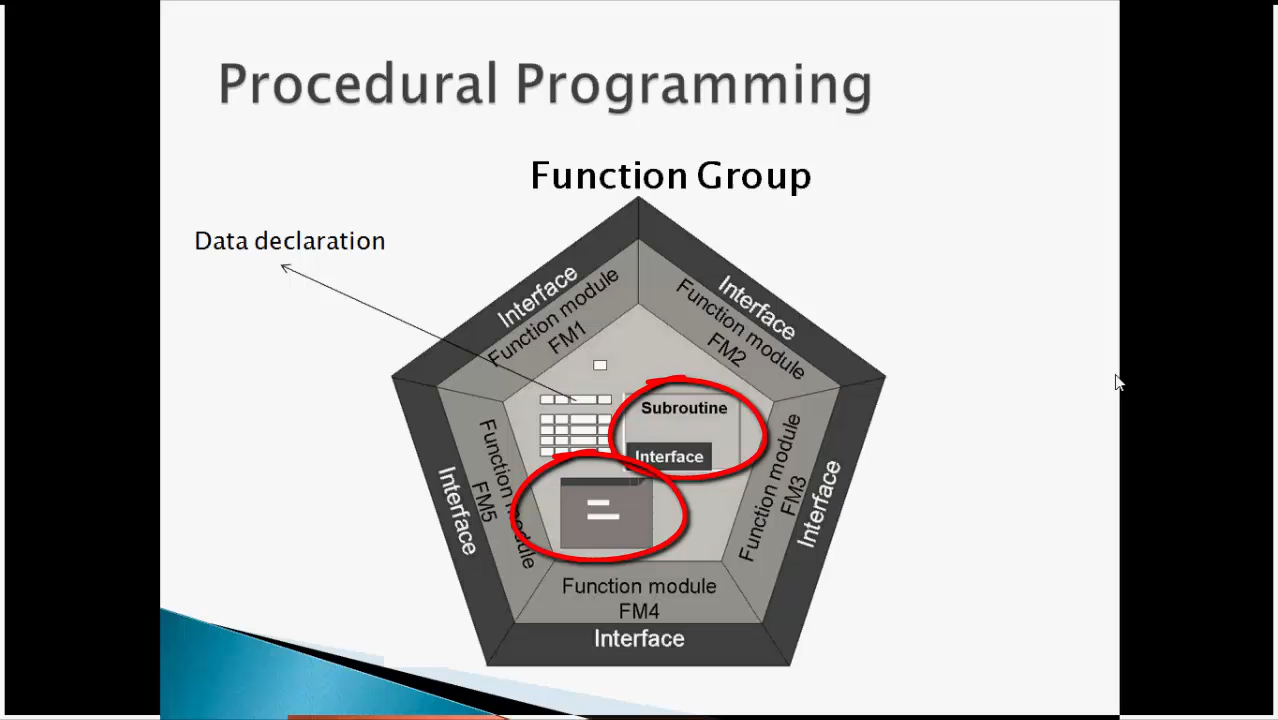 Procedural Programming
Function Group
Data declaration
Interface
Function module
FM1
Interface
Function module
FM2
Subroutine
Interface
Function module
FM5
Interface
Function module
FM3
Interface
Function module
FM4
Interface